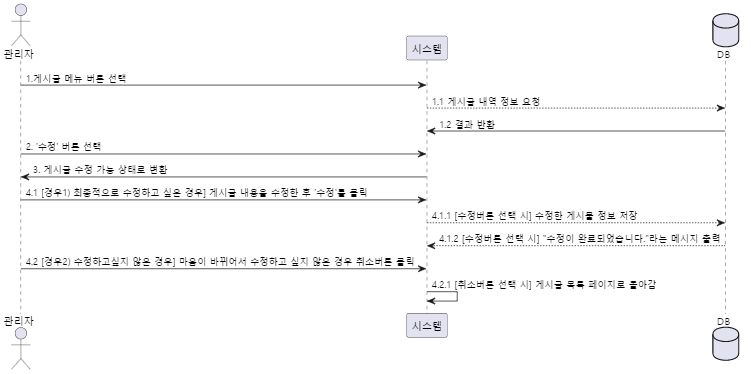 관리자
시스템
DB
1.게시글 메뉴 버튼 선택
1.1 게시글 내역 정보 요청
1.2 결과 반환
2. '수정' 버튼 선택
3. 게시글 수정 가능 상태로 변환
4.1 [경우1) 최종적으로 수정하고 싶은 경우] 게시글 내용을 수정한 후 '수정'를 클릭
4.1.1 [수정버튼 선택 시] 수정한 게시물 정보 저장
4.1.2 [수정버튼 선택 시] "수정이 완료되었습니다."라는 메시지 출력
4.2 [경우2) 수정하고싶지 않은 경우] 마음이 바뀌어서 수정하고 싶지 않은 경우 취소버튼 클릭
4.2.1 [취소버튼 선택 시] 게시글 목록 페이지로 돌아감
관리자
시스템
DB